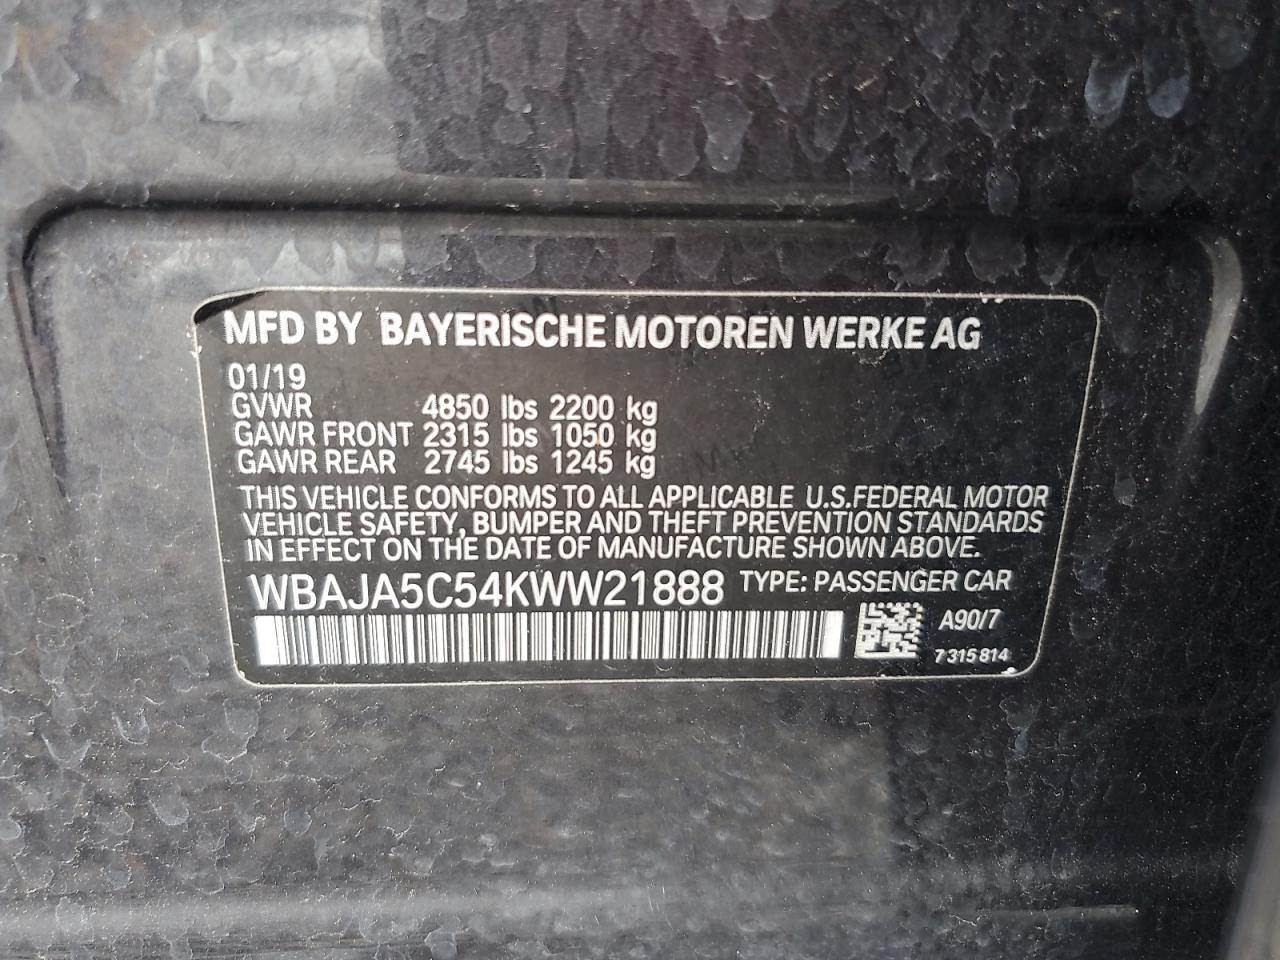 MFD BY BAYERISCHE MOTOREN WERKE AG
01/19
GVWR 4850 lbs 2200 kg
GAWR FRONT 2315 lbs 1050 kg
GAWR REAR 2745 lbs 1245 kg
THIS VEHICLE CONFORMS TO ALL APPLICABLE U.S.FEDERAL MOTOR
VEHICLE SAFETY, BUMPER AND THEFT PREVENTION STANDARDS
IN EFFECT ON THE DATE OF MANUFACTURE SHOWN ABOVE.
WBAJA5C54KWW21888 TYPE: PASSENGER CAR
A90/7
7 315 814